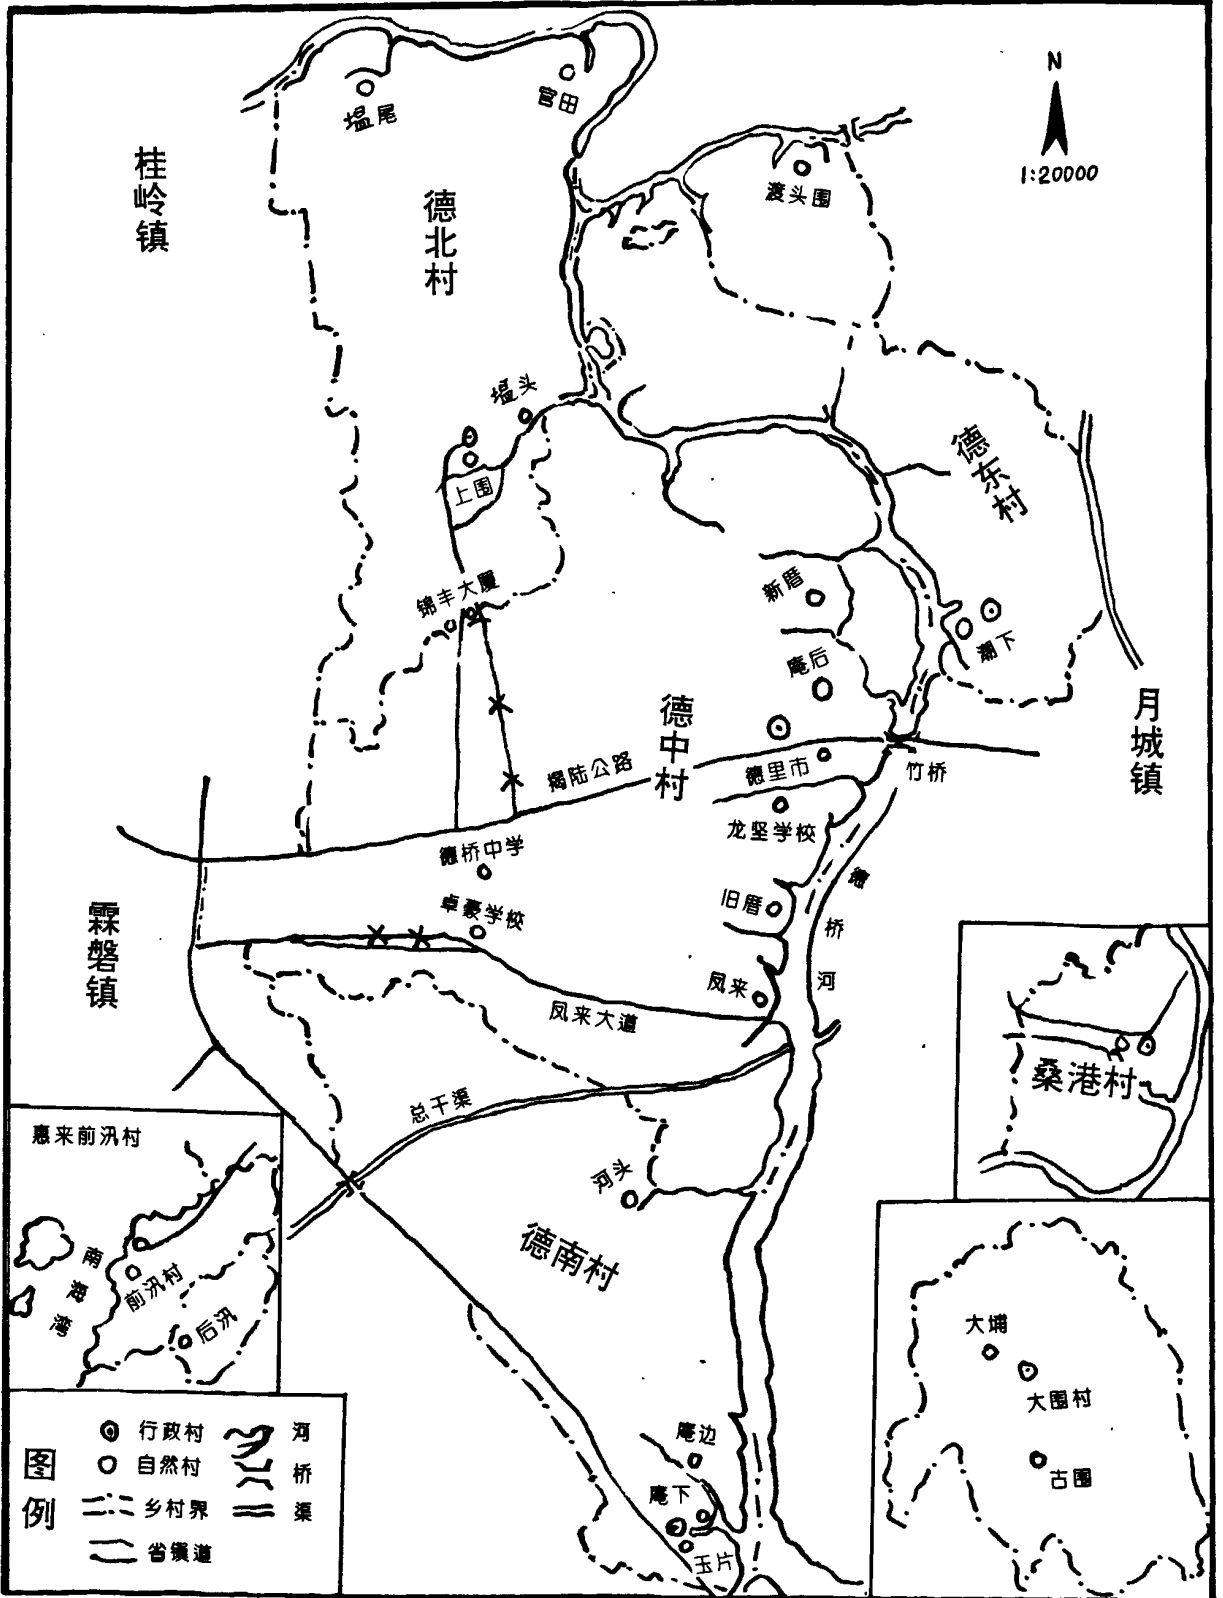 N
1:20000
塭尾
官田
渡头围
桂岭镇
德北村
塭头
上围
德东村
锦丰大厦
新厝
庵后
潮下
德中村
月城镇
揭陆公路
德里市
竹桥
龙坚学校
德桥中学
卓豪学校
旧厝
德桥河
霖磐镇
凤来
凤来大道
总干渠
桑港村
惠来前汛村
南海湾
前汛村
后汛
河头
德南村
大埔
大围村
古围
庵边
庵下
玉片
图例
行政村
河
自然村
桥
乡村界
渠
省镇道